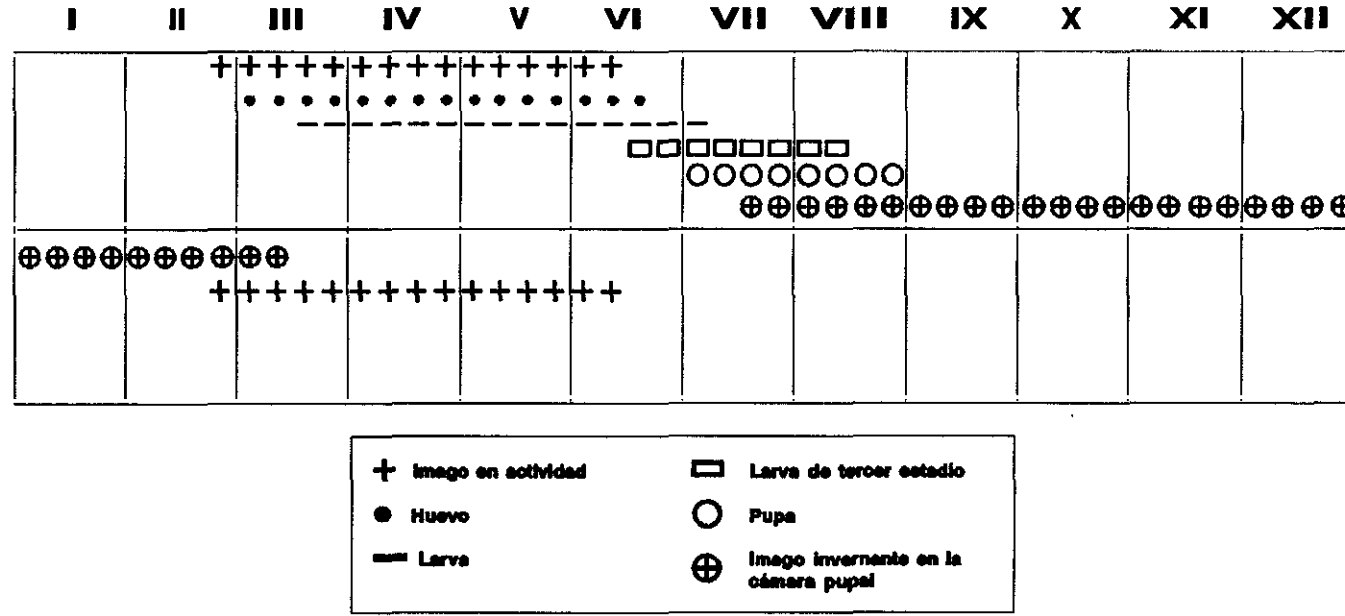 I II III IV V VI VII VIII IX X XI XII
Imago en actividad
Huevo
Larva
Larva de tercer estadio
Pupa
Imago invernante en la
cámara pupal